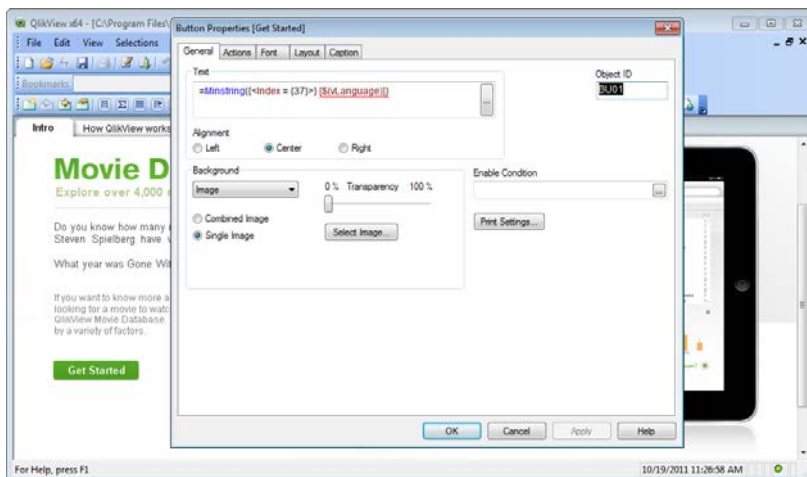 QlikView x64 - [C:\Program Files\
File Edit View Selections
Bookmarks
Intro How QlikView works
Movie D
Explore over 4,000
Do you know how many
Steven Spielberg have
What year was Gone Wit
If you want to know more a
looking for a movie to watc
QlikView Movie Database.
by a variety of factors.
Get Started
Button Properties [Get Started]
General Actions Font Layout Caption
Text
=Minstring({<Index = {37}>} [$(vLanguage)])
...
Object ID
BU01
Alignment
Left Center Right
Background
Image
0 % Transparency 100 %
Combined Image
Single Image
Select Image...
Enable Condition
...
Print Settings...
OK Cancel Apply Help
For Help, press F1
10/19/2011 11:26:58 AM